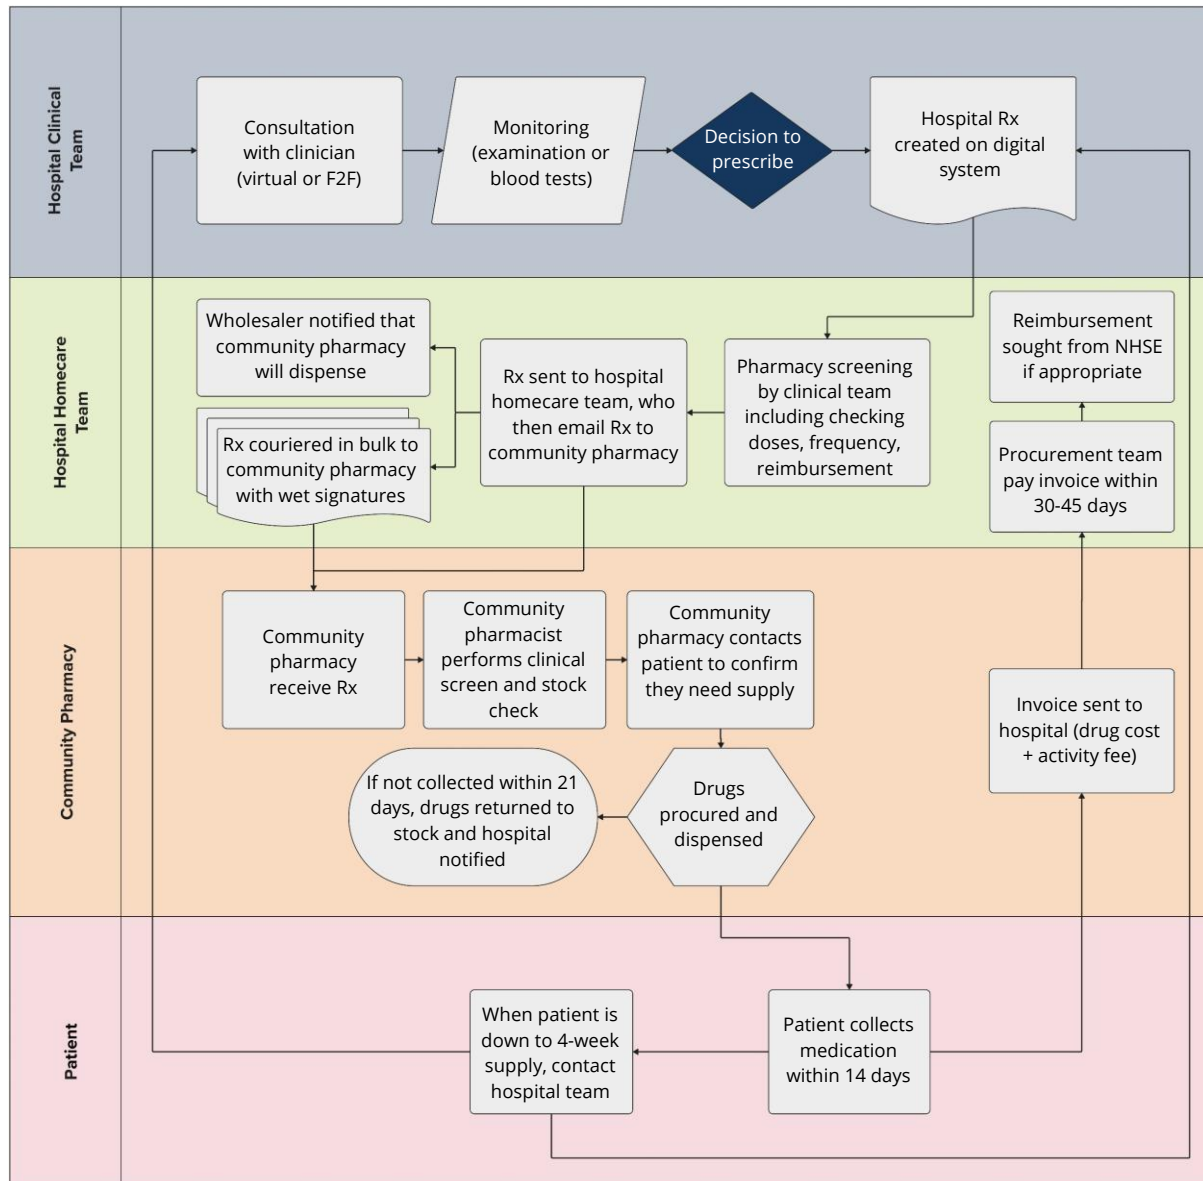 Hospital Clinical
Team
Consultation
with clinician
(virtual or F2F)
Monitoring
(examination or
blood tests)
Decision to
prescribe
Hospital Rx
created on digital
system
Hospital Homecare
Team
Wholesaler notified that
community pharmacy
will dispense
Rx couriered in bulk to
community pharmacy
with wet signatures
Rx sent to hospital
homecare team, who
then email Rx to
community pharmacy
Pharmacy screening
by clinical team
including checking
doses, frequency,
reimbursement
Reimbursement
sought from NHSE
if appropriate
Procurement team
pay invoice within
30-45 days
Community Pharmacy
Community
pharmacy
receive Rx
Community
pharmacist
performs clinical
screen and stock
check
Community
pharmacy contacts
patient to confirm
they need supply
If not collected within 21
days, drugs returned to
stock and hospital
notified
Drugs
procured and
dispensed
Invoice sent to
hospital (drug cost
+ activity fee)
Patient
When patient is
down to 4-week
supply, contact
hospital team
Patient collects
medication
within 14 days